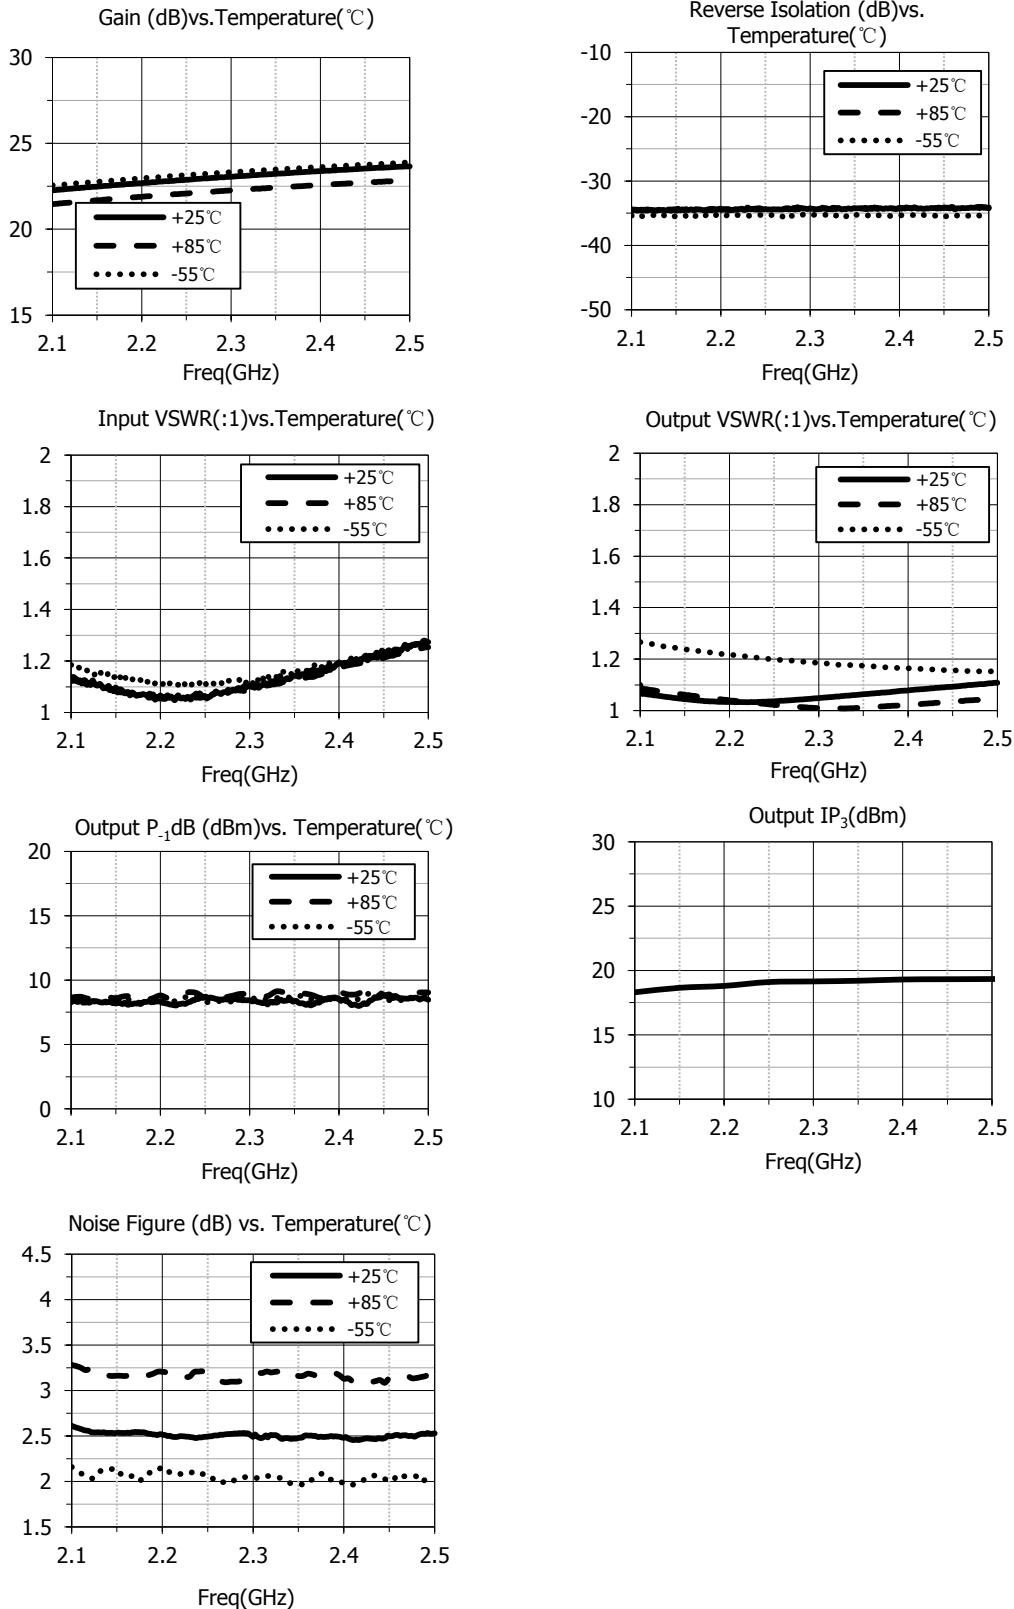 Gain (dB)vs.Temperature(℃)
30
25
20
15
+25℃
+85℃
-55℃
2.1 2.2 2.3 2.4 2.5
Freq(GHz)
Reverse Isolation (dB)vs.
Temperature(℃)
-10
-20
-30
-40
-50
+25℃
+85℃
-55℃
2.1 2.2 2.3 2.4 2.5
Freq(GHz)
Input VSWR(:1)vs.Temperature(℃)
2
1.8
1.6
1.4
1.2
1
+25℃
+85℃
-55℃
2.1 2.2 2.3 2.4 2.5
Freq(GHz)
Output VSWR(:1)vs.Temperature(℃)
2
1.8
1.6
1.4
1.2
1
+25℃
+85℃
-55℃
2.1 2.2 2.3 2.4 2.5
Freq(GHz)
Output P-1dB (dBm)vs. Temperature(℃)
20
15
10
5
0
+25℃
+85℃
-55℃
2.1 2.2 2.3 2.4 2.5
Freq(GHz)
Output IP3(dBm)
30
25
20
15
10
2.1 2.2 2.3 2.4 2.5
Freq(GHz)
Noise Figure (dB) vs. Temperature(℃)
4.5
4
3.5
3
2.5
2
1.5
+25℃
+85℃
-55℃
2.1 2.2 2.3 2.4 2.5
Freq(GHz)